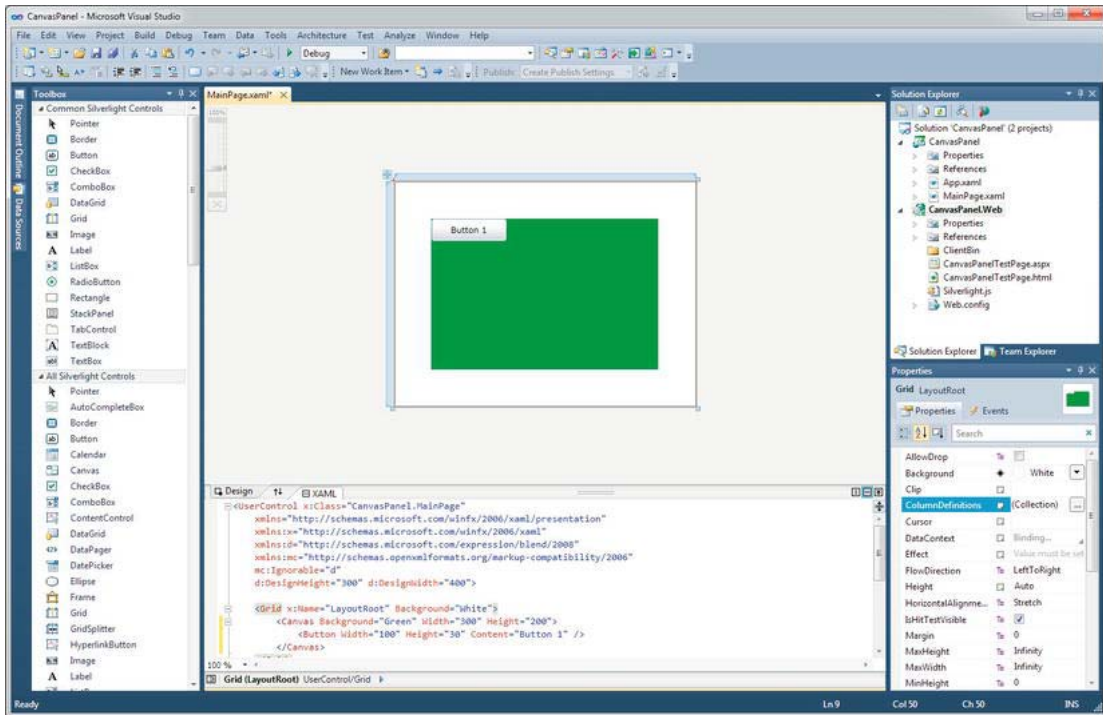 CanvasPanel - Microsoft Visual Studio
File Edit View Project Build Debug Team Data Tools Architecture Test Analyze Window Help
Debug
New Work Item Publish: Create Publish Settings
Document Outline
Data Sources
Toolbox
Common Silverlight Controls
Pointer
Border
Button
CheckBox
ComboBox
DataGrid
Grid
Image
Label
ListBox
RadioButton
Rectangle
StackPanel
TabControl
TextBlock
TextBox
All Silverlight Controls
Pointer
AutoCompleteBox
Border
Button
Calendar
Canvas
CheckBox
ComboBox
ContentControl
DataGrid
DataPager
DatePicker
Ellipse
Frame
Grid
GridSplitter
HyperlinkButton
Image
Label
MainPage.xaml*
Button 1
Design XAML
<UserControl x:Class="CanvasPanel.MainPage"
xmlns="http://schemas.microsoft.com/winfx/2006/xaml/presentation"
xmlns:x="http://schemas.microsoft.com/winfx/2006/xaml"
xmlns:d="http://schemas.microsoft.com/expression/blend/2008"
xmlns:mc="http://schemas.openxmlformats.org/markup-compatibility/2006"
mc:Ignorable="d"
d:DesignHeight="300" d:DesignWidth="400">
<Grid x:Name="LayoutRoot" Background="White">
<Canvas Background="Green" Width="300" Height="200">
<Button Width="100" Height="30" Content="Button 1" />
</Canvas>
100 %
Grid (LayoutRoot) UserControl/Grid
Solution Explorer
Solution 'CanvasPanel' (2 projects)
CanvasPanel
Properties
References
App.xaml
MainPage.xaml
CanvasPanel.Web
Properties
References
ClientBin
CanvasPanelTestPage.aspx
CanvasPanelTestPage.html
Silverlight.js
Web.config
Solution Explorer Team Explorer
Properties
Grid LayoutRoot
Properties Events
Search
AllowDrop
Background White
Clip
ColumnDefinitions (Collection) ...
Cursor
DataContext Binding...
Effect Value must be set
FlowDirection LeftToRight
Height Auto
HorizontalAlignme... Stretch
IsHitTestVisible
Margin 0
MaxHeight Infinity
MaxWidth Infinity
MinHeight 0
Ready Ln 9 Col 50 Ch 50 INS